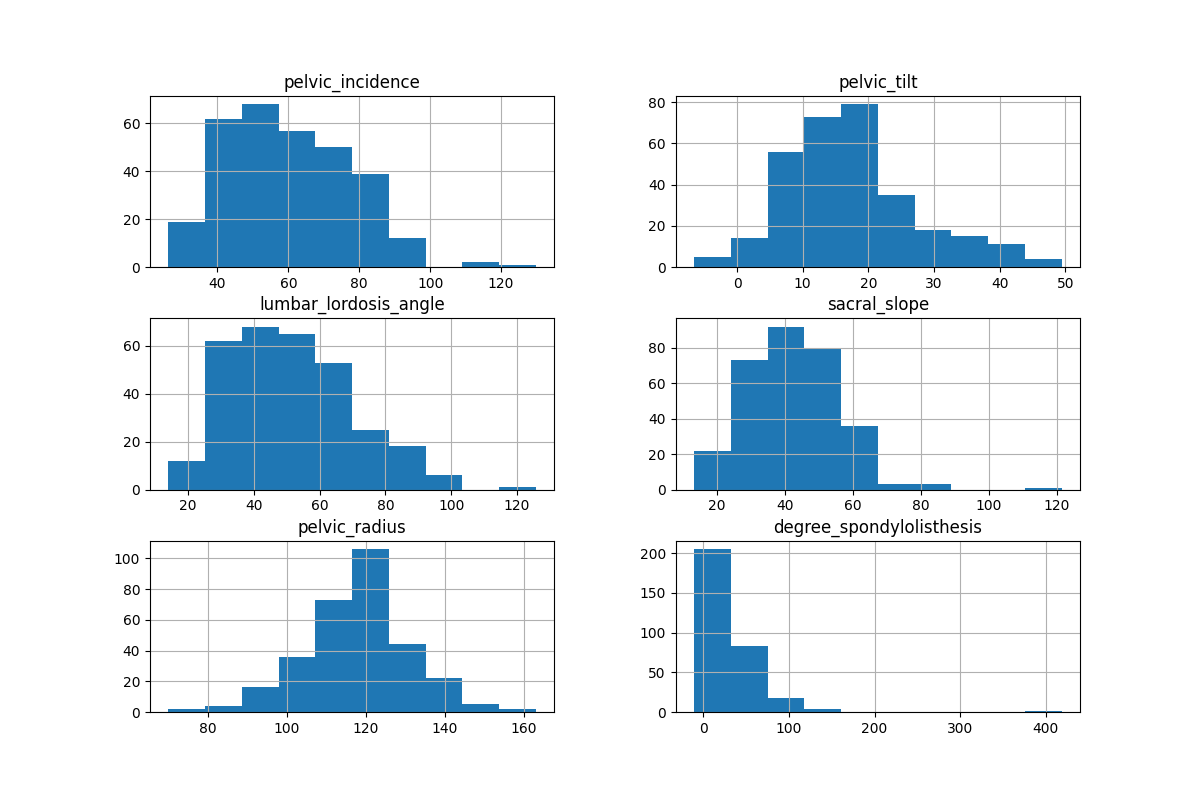 pelvic_incidence
60
40
20
0
40 60 80 100 120
pelvic_tilt
80
60
40
20
0
0 10 20 30 40 50
lumbar_lordosis_angle
60
40
20
0
20 40 60 80 100 120
sacral_slope
80
60
40
20
0
20 40 60 80 100 120
pelvic_radius
100
80
60
40
20
0
80 100 120 140 160
degree_spondylolisthesis
200
150
100
50
0
0 100 200 300 400